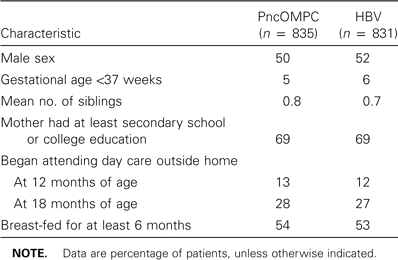 PncOMPC HBV
Characteristic (n = 835) (n = 831)
Male sex 50 52
Gestational age <37 weeks 5 6
Mean no. of siblings 0.8 0.7
Mother had at least secondary school
or college education 69 69
Began attending day care outside home
At 12 months of age 13 12
At 18 months of age 28 27
Breast-fed for at least 6 months 54 53
NOTE. Data are percentage of patients, unless otherwise indicated.